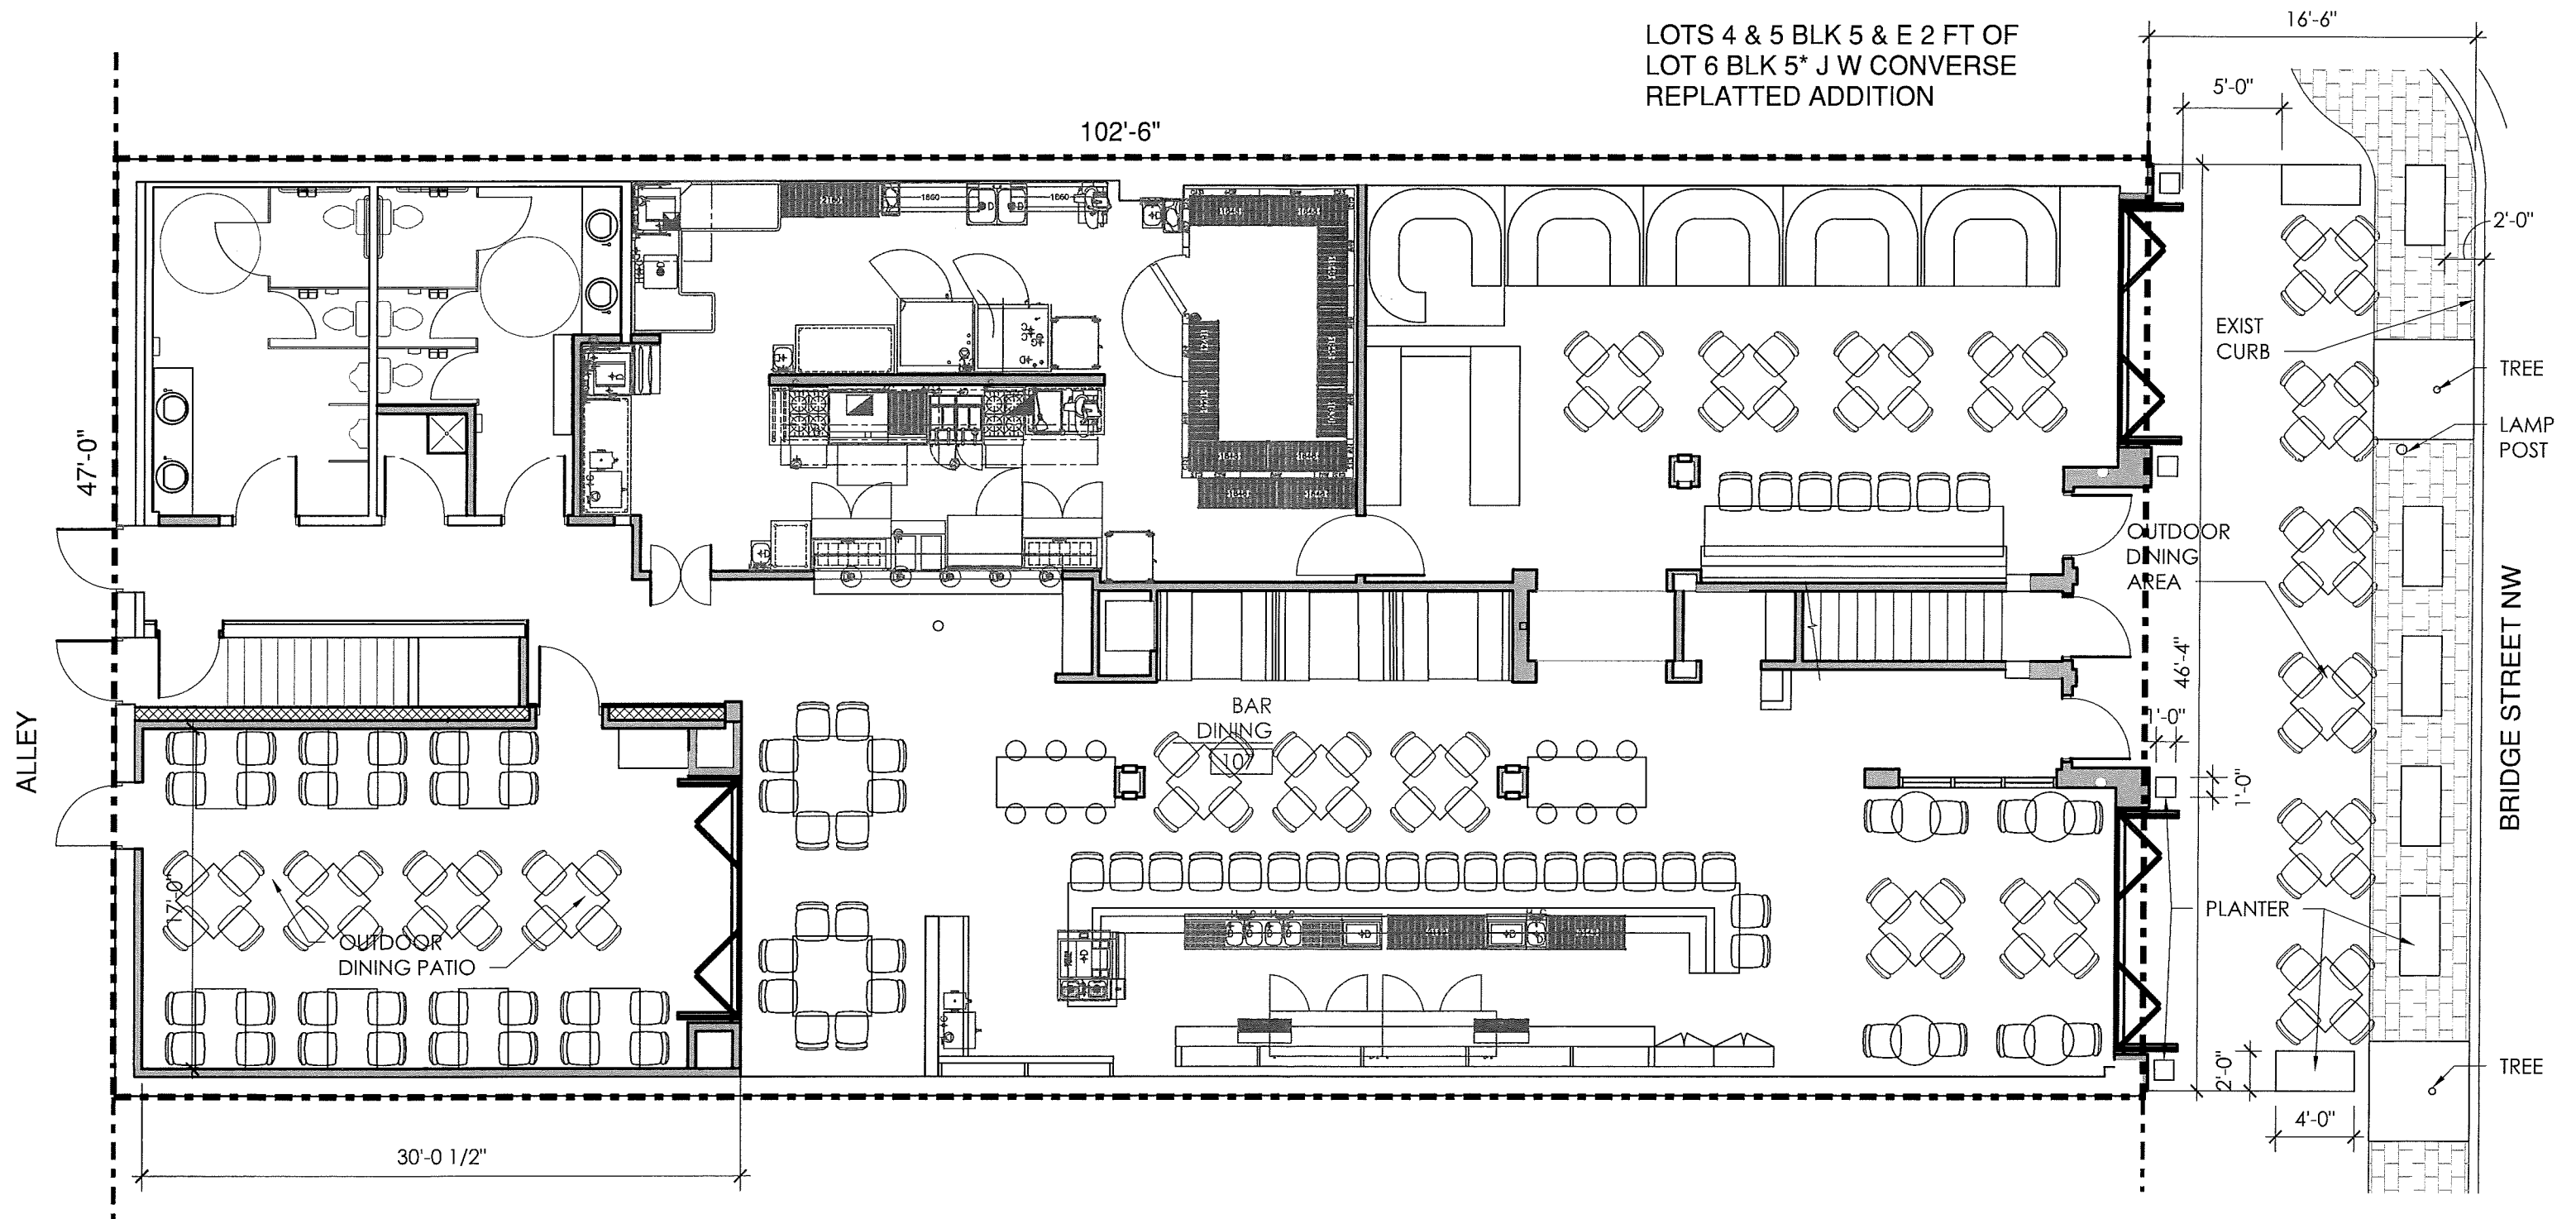 LOTS 4 & 5 BLK 5 & E 2 FT OF
LOT 6 BLK 5* J W CONVERSE
REPLATTED ADDITION
16'-6"
5'-0"
102'-6"
2'-0"
EXIST
CURB
TREE
LAMP
POST
47'-0"
1860
1860
OUTDOOR
DINING
AREA
46'-4"
BRIDGE STREET NW
1'-0"
1'-0"
BAR
DINING
10
ALLEY
17'-0"
OUTDOOR
DINING PATIO
PLANTER
2'-0"
TREE
4'-0"
30'-0 1/2"